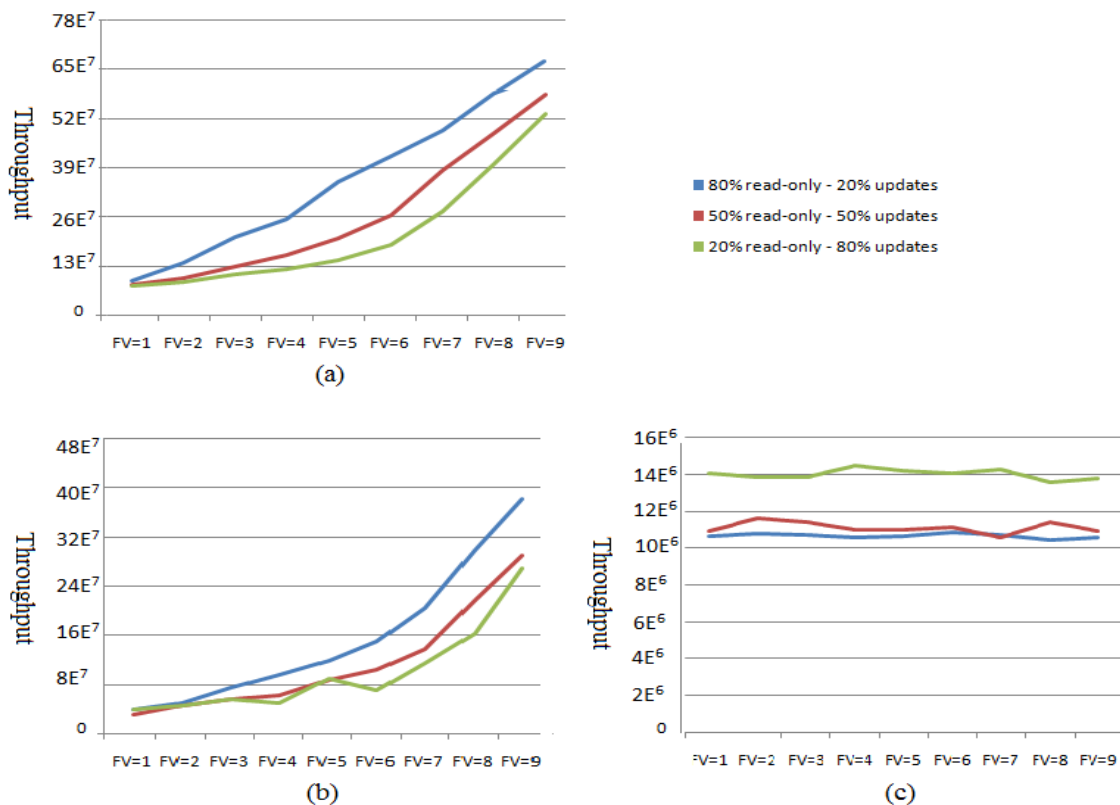 78E⁷
65E⁷
52E⁷
39E⁷
26E⁷
13E⁷
0
Throughput
FV=1 FV=2 FV=3 FV=4 FV=5 FV=6 FV=7 FV=8 FV=9
(a)
80% read-only - 20% updates
50% read-only - 50% updates
20% read-only - 80% updates
48E⁷
40E⁷
32E⁷
24E⁷
16E⁷
8E⁷
0
Throughput
FV=1 FV=2 FV=3 FV=4 FV=5 FV=6 FV=7 FV=8 FV=9
(b)
16E⁶
14E⁶
12E⁶
10E⁶
8E⁶
6E⁶
4E⁶
2E⁶
0
Throughput
FV=1 FV=2 FV=3 FV=4 FV=5 FV=6 FV=7 FV=8 FV=9
(c)